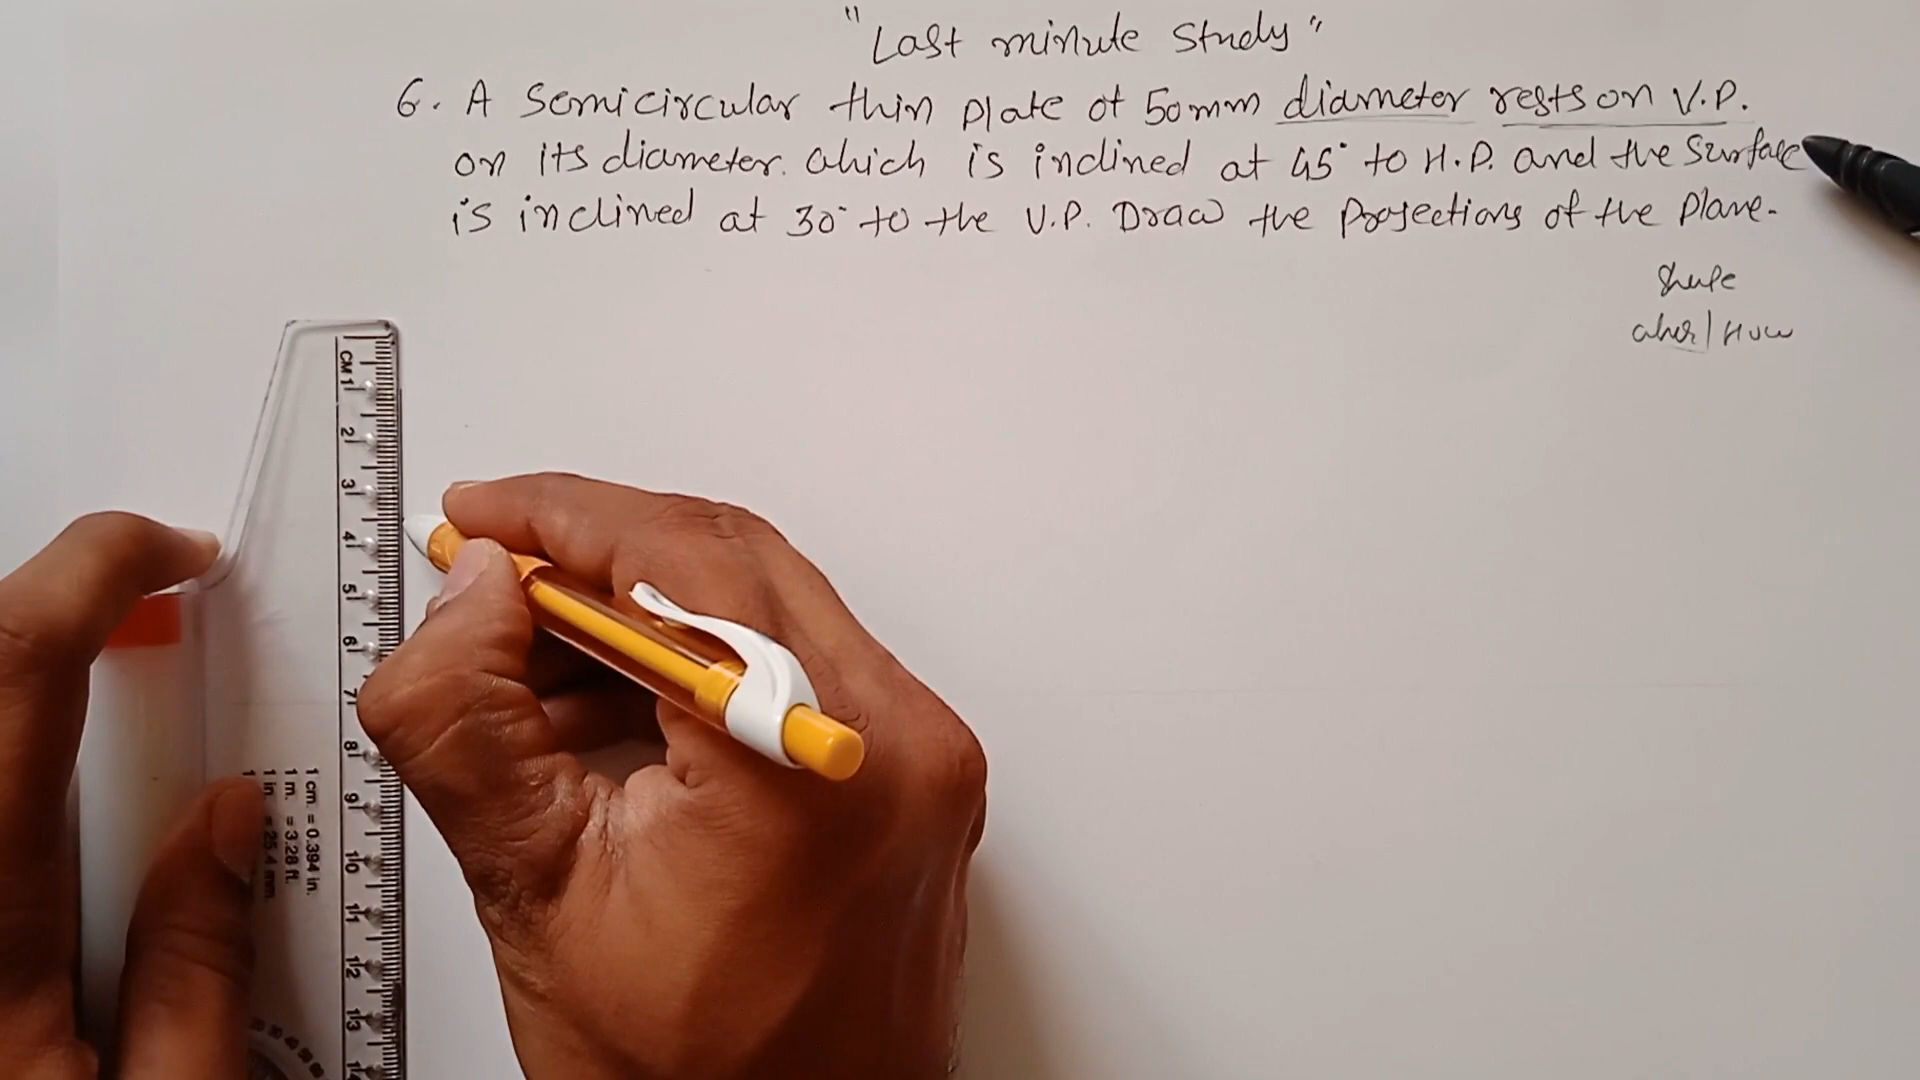 "Last minute Study"
6. A Semicircular thin plate of 50mm diameter rests on V.P.
on its diameter. which is inclined at 45° to H.P. and the Surface
is inclined at 30° to the V.P. Draw the Projections of the Plane.
Shape
when/How
CM 1 2 3 4 5 6 7 8 9 10 11 12 13 14
1 cm. = 0.394 in.
1 m. = 3.28 ft.
1 in. = 25.4 mm.